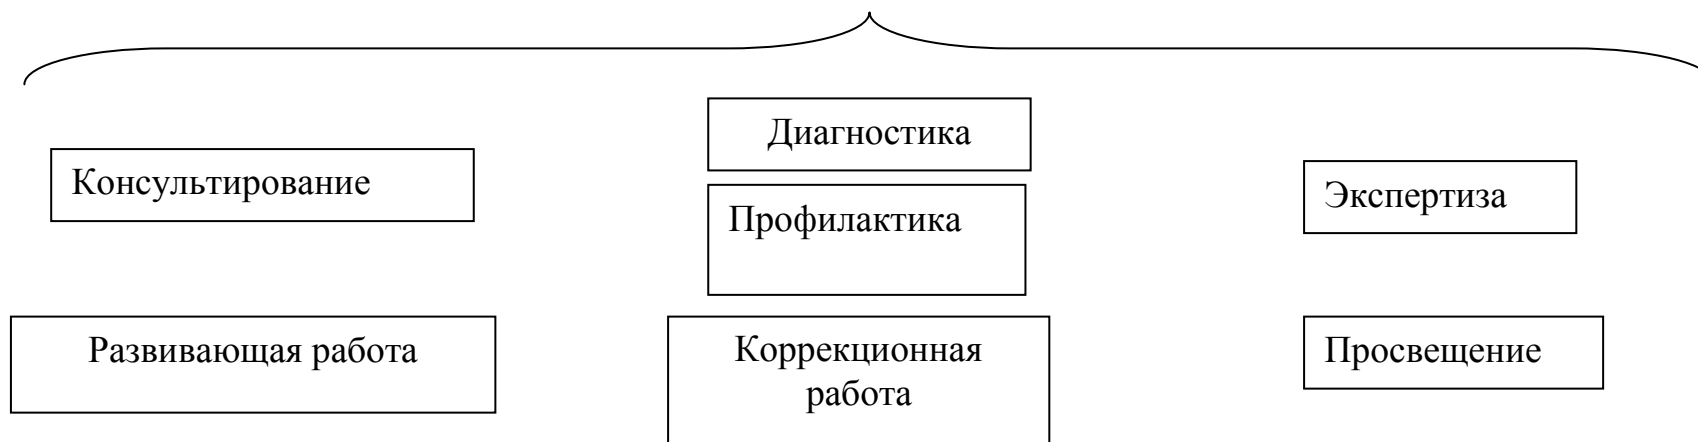 Диагностика
Консультирование
Экспертиза
Профилактика
Развивающая работа
Коррекционная
работа
Просвещение